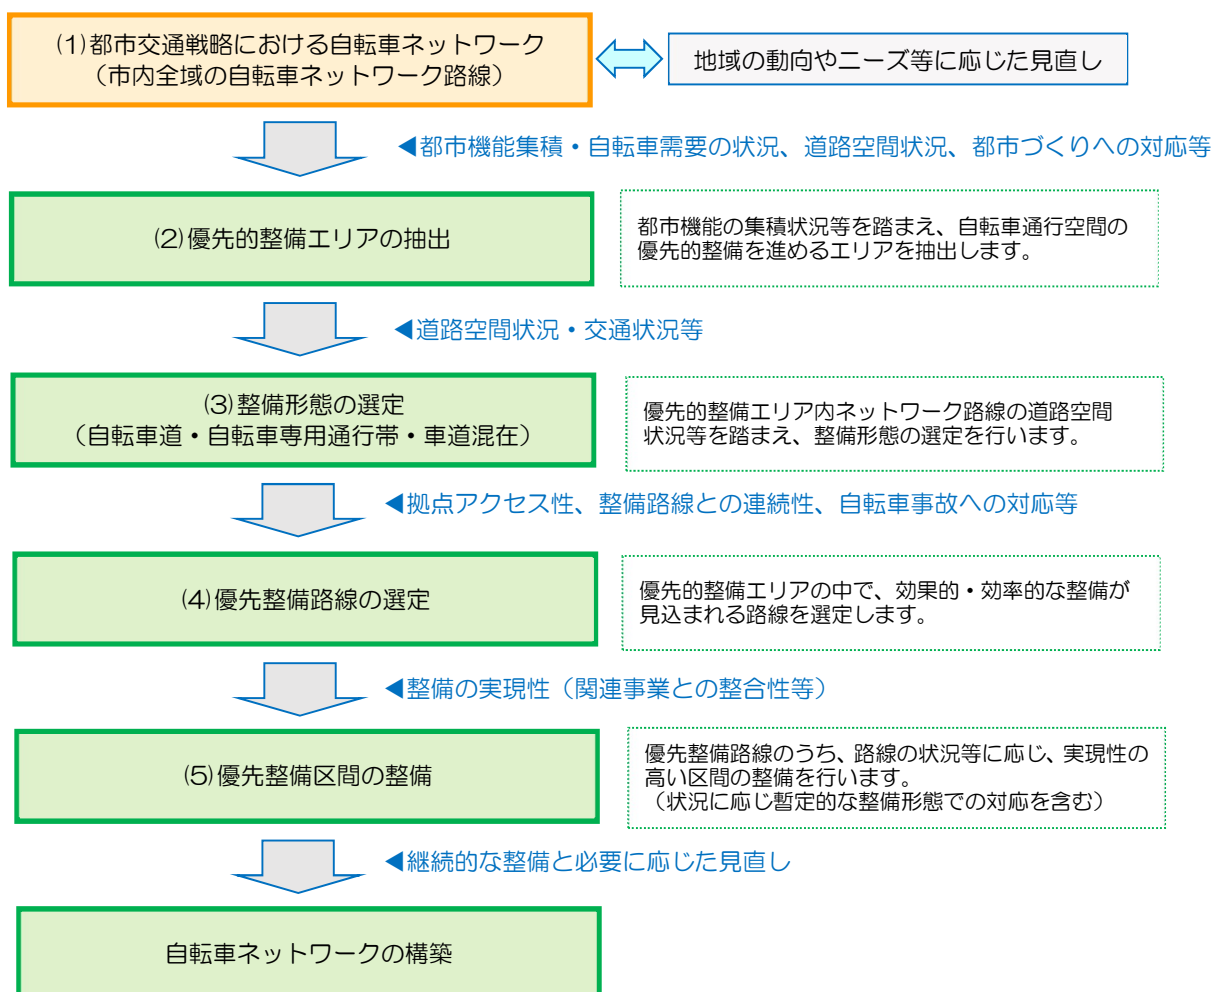 (1)都市交通戦略における自転車ネットワーク
（市内全域の自転車ネットワーク路線）
地域の動向やニーズ等に応じた見直し
◀都市機能集積・自転車需要の状況、道路空間状況、都市づくりへの対応等
(2)優先的整備エリアの抽出
都市機能の集積状況等を踏まえ、自転車通行空間の
優先的整備を進めるエリアを抽出します。
◀道路空間状況・交通状況等
(3)整備形態の選定
（自転車道・自転車専用通行帯・車道混在）
優先的整備エリア内ネットワーク路線の道路空間
状況等を踏まえ、整備形態の選定を行います。
◀拠点アクセス性、整備路線との連続性、自転車事故への対応等
(4)優先整備路線の選定
優先的整備エリアの中で、効果的・効率的な整備が
見込まれる路線を選定します。
◀整備の実現性（関連事業との整合性等）
(5)優先整備区間の整備
優先整備路線のうち、路線の状況等に応じ、実現性の
高い区間の整備を行います。
（状況に応じ暫定的な整備形態での対応を含む）
◀継続的な整備と必要に応じた見直し
自転車ネットワークの構築